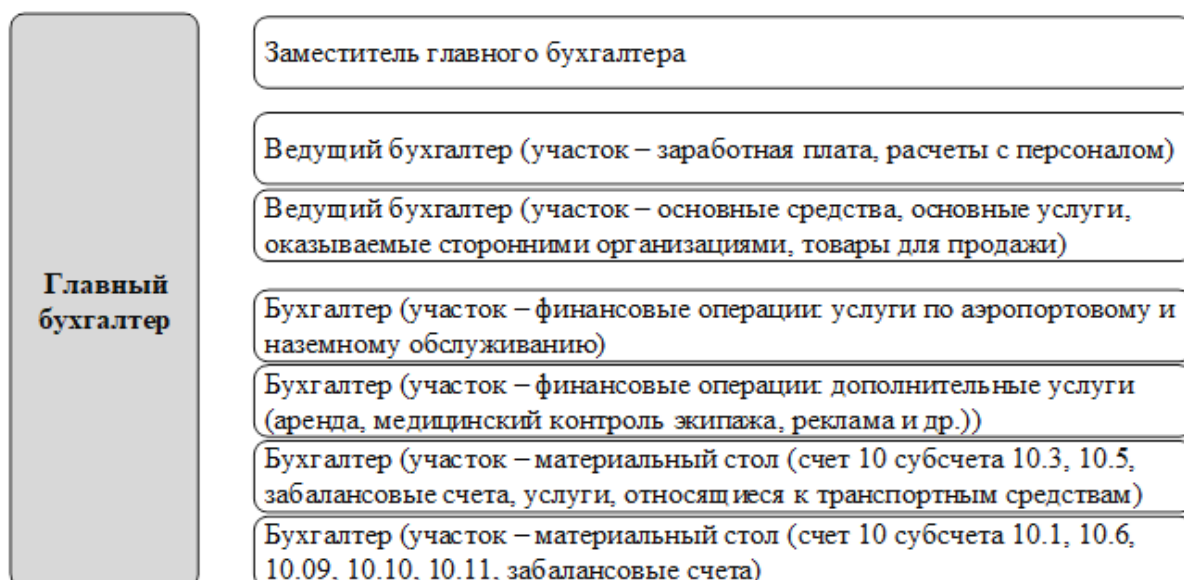 Главный
бухгалтер
Заместитель главного бухгалтера
Ведущий бухгалтер (участок – заработная плата, расчеты с персоналом)
Ведущий бухгалтер (участок – основные средства, основные услуги,
оказываемые сторонними организациями, товары для продажи)
Бухгалтер (участок – финансовые операции: услуги по аэропортовому и
наземному обслуживанию)
Бухгалтер (участок – финансовые операции: дополнительные услуги
(аренда, медицинский контроль экипажа, реклама и др.))
Бухгалтер (участок – материальный стол (счет 10 субсчета 10.3, 10.5,
забалансовые счета, услуги, относящиеся к транспортным средствам)
Бухгалтер (участок – материальный стол (счет 10 субсчета 10.1, 10.6,
10.09, 10.10, 10.11, забалансовые счета)